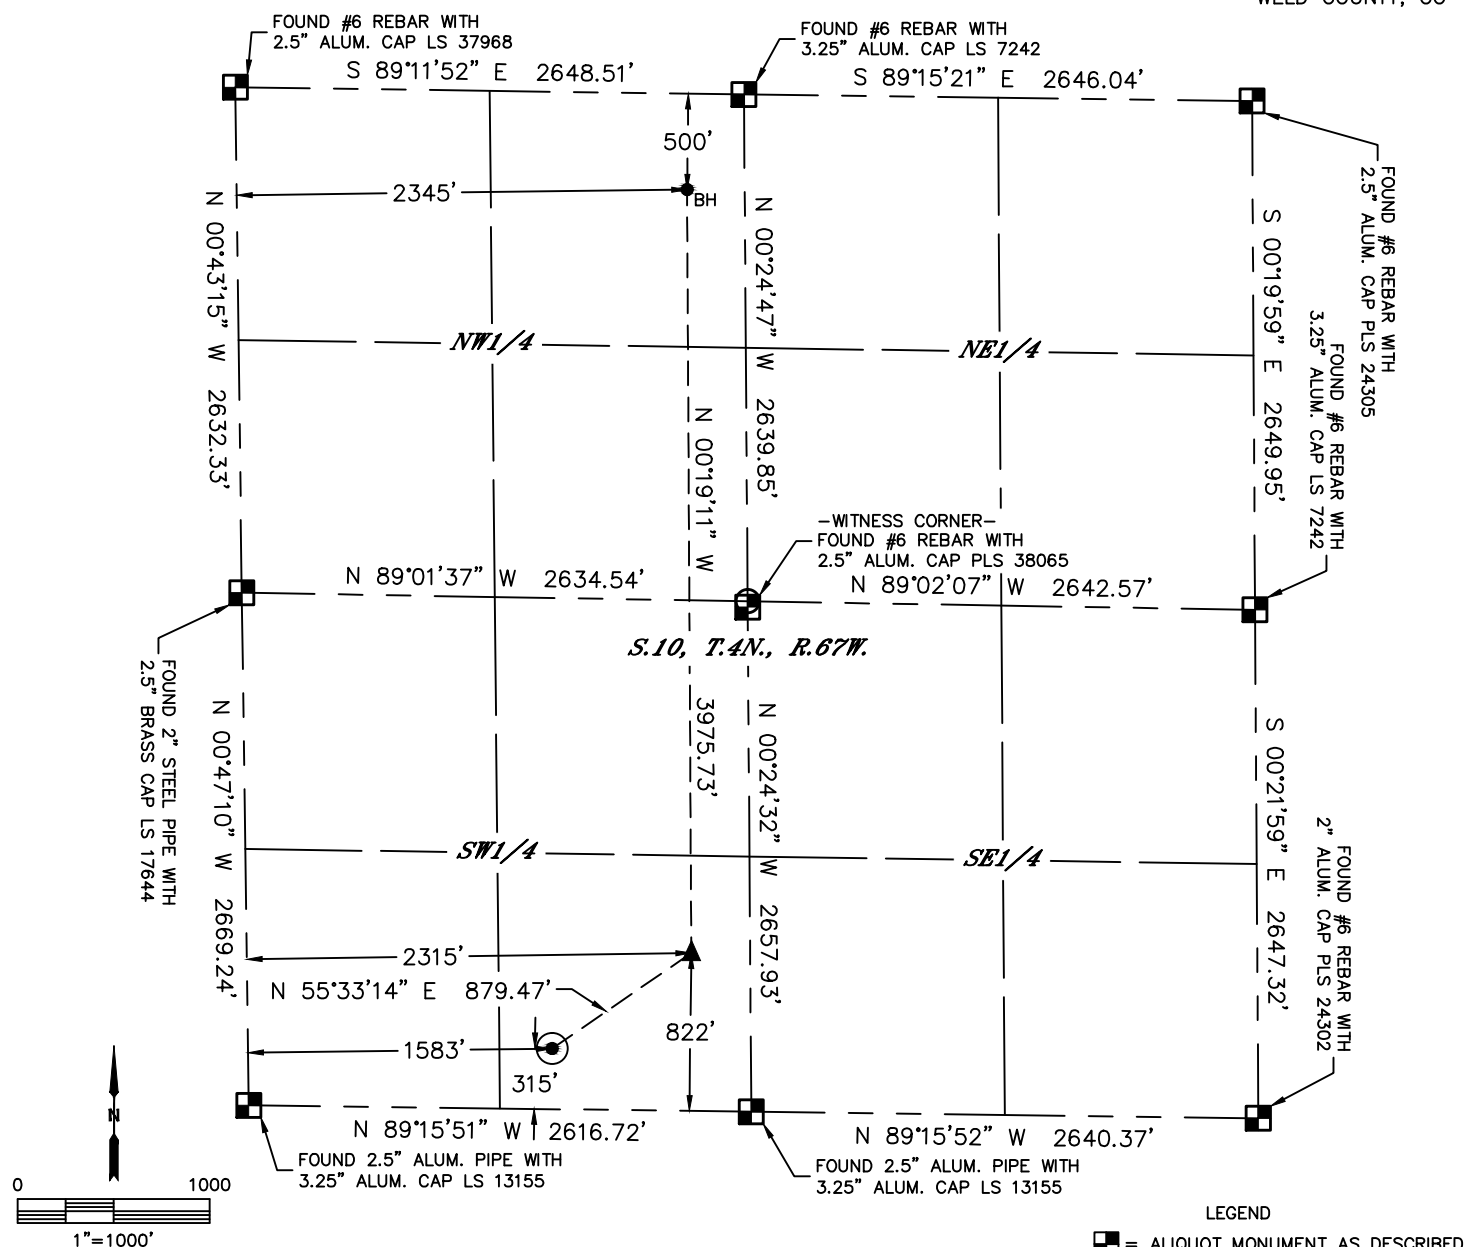 FOUND #6 REBAR WITH
2.5" ALUM. CAP LS 37968
S 89°11'52" E 2648.51'
FOUND #6 REBAR WITH
3.25" ALUM. CAP LS 7242
S 89°15'21" E 2646.04'
500'
2345'
BH
FOUND #6 REBAR WITH
2.5" ALUM. CAP PLS 24305
N 00°43'15" W 2632.33'
N 00°24'47" W 2639.85'
S 00°19'59" E 2649.95'
NW1/4
NE1/4
FOUND #6 REBAR WITH
3.25" ALUM. CAP LS 7242
N 00°19'11" W 3975.73'
-WITNESS CORNER-
FOUND #6 REBAR WITH
2.5" ALUM. CAP PLS 38065
N 89°01'37" W 2634.54'
N 89°02'07" W 2642.57'
S.10, T.4N., R.67W.
FOUND 2" STEEL PIPE WITH
2.5" BRASS CAP LS 17644
N 00°47'10" W 2669.24'
N 00°24'32" W 2657.93'
S 00°21'59" E 2647.32'
SW1/4
SE1/4
FOUND #6 REBAR WITH
2" ALUM. CAP PLS 24302
2315'
N 55°33'14" E 879.47'
822'
1583'
315'
N
N 89°15'51" W 2616.72'
N 89°15'52" W 2640.37'
FOUND 2.5" ALUM. PIPE WITH
3.25" ALUM. CAP LS 13155
FOUND 2.5" ALUM. PIPE WITH
3.25" ALUM. CAP LS 13155
0 1000
1"=1000'
LEGEND
= ALIQUOT MONUMENT AS DESCRIBED